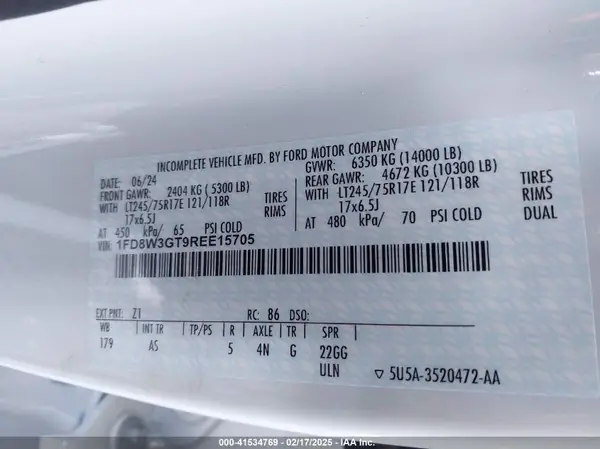 INCOMPLETE VEHICLE MFD. BY FORD MOTOR COMPANY
DATE: 06/24 GVWR: 6350 KG (14000 LB)
FRONT GAWR: 2404 KG ( 5300 LB) REAR GAWR: 4672 KG (10300 LB)
WITH LT245/75R17E 121/118R TIRES WITH LT245/75R17E 121/118R TIRES
17x6.5J RIMS 17x6.5J RIMS
AT 450 kPa/ 65 PSI COLD AT 480 kPa/ 70 PSI COLD DUAL
VIN: 1FD8W3GT9REE15705
EXT PNT: Z1 RC: 86 DSO:
WB INT TR TP/PS R AXLE TR SPR
179 AS 5 4N G 22GG
ULN ▽ 5U5A-3520472-AA
000-41534769 - 02/17/2025 - IAA Inc.